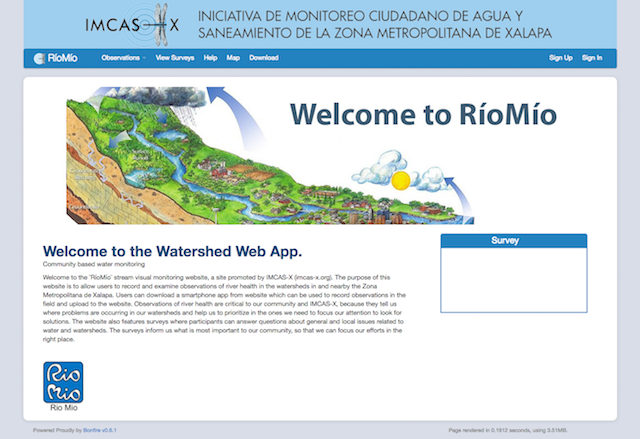 IMCAS X
INICIATIVA DE MONITOREO CIUDADANO DE AGUA Y
SANEAMIENTO DE LA ZONA METROPOLITANA DE XALAPA
RíoMío Observations View Surveys Help Map Download Sign Up Sign In
Welcome to RíoMío
Welcome to the Watershed Web App.
Community based water monitoring
Welcome to the `RíoMío` stream visual monitoring website, a site promoted by IMCAS-X (imcas-x.org). The purpose of this
website is to allow users to record and examine observations of river health in the watersheds in and nearby the Zona
Metropolitana de Xalapa. Users can download a smartphone app from website which can be used to record observations in the
field and upload to the website. Observations of river health are critical to our community and IMCAS-X, because they tell us
where problems are occurring in our watersheds and help us to prioritize in the ones we need to focus our attention to look for
solutions. The website also features surveys where participants can answer questions about general and local issues related to
water and watersheds. The surveys inform us what is most important to our community, so that we can focus our efforts in the
right place.
Survey
Rio
Mio
Rio Mio
Powered Proudly by Bonfire v0.6.1 Page rendered in 0.1912 seconds, using 3.51MB.